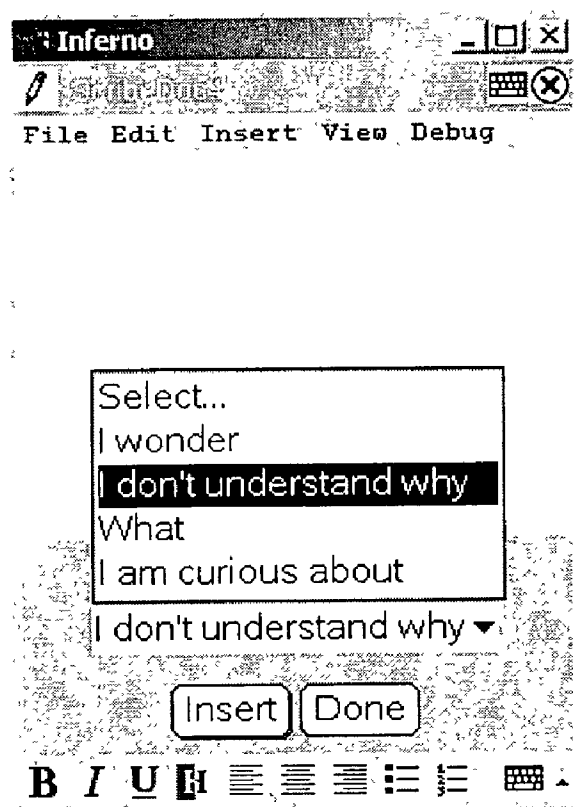 Inferno
File Edit Insert View Debug
Select...
I wonder
I don't understand why
What
I am curious about
I don't understand why
Insert Done
B I U H